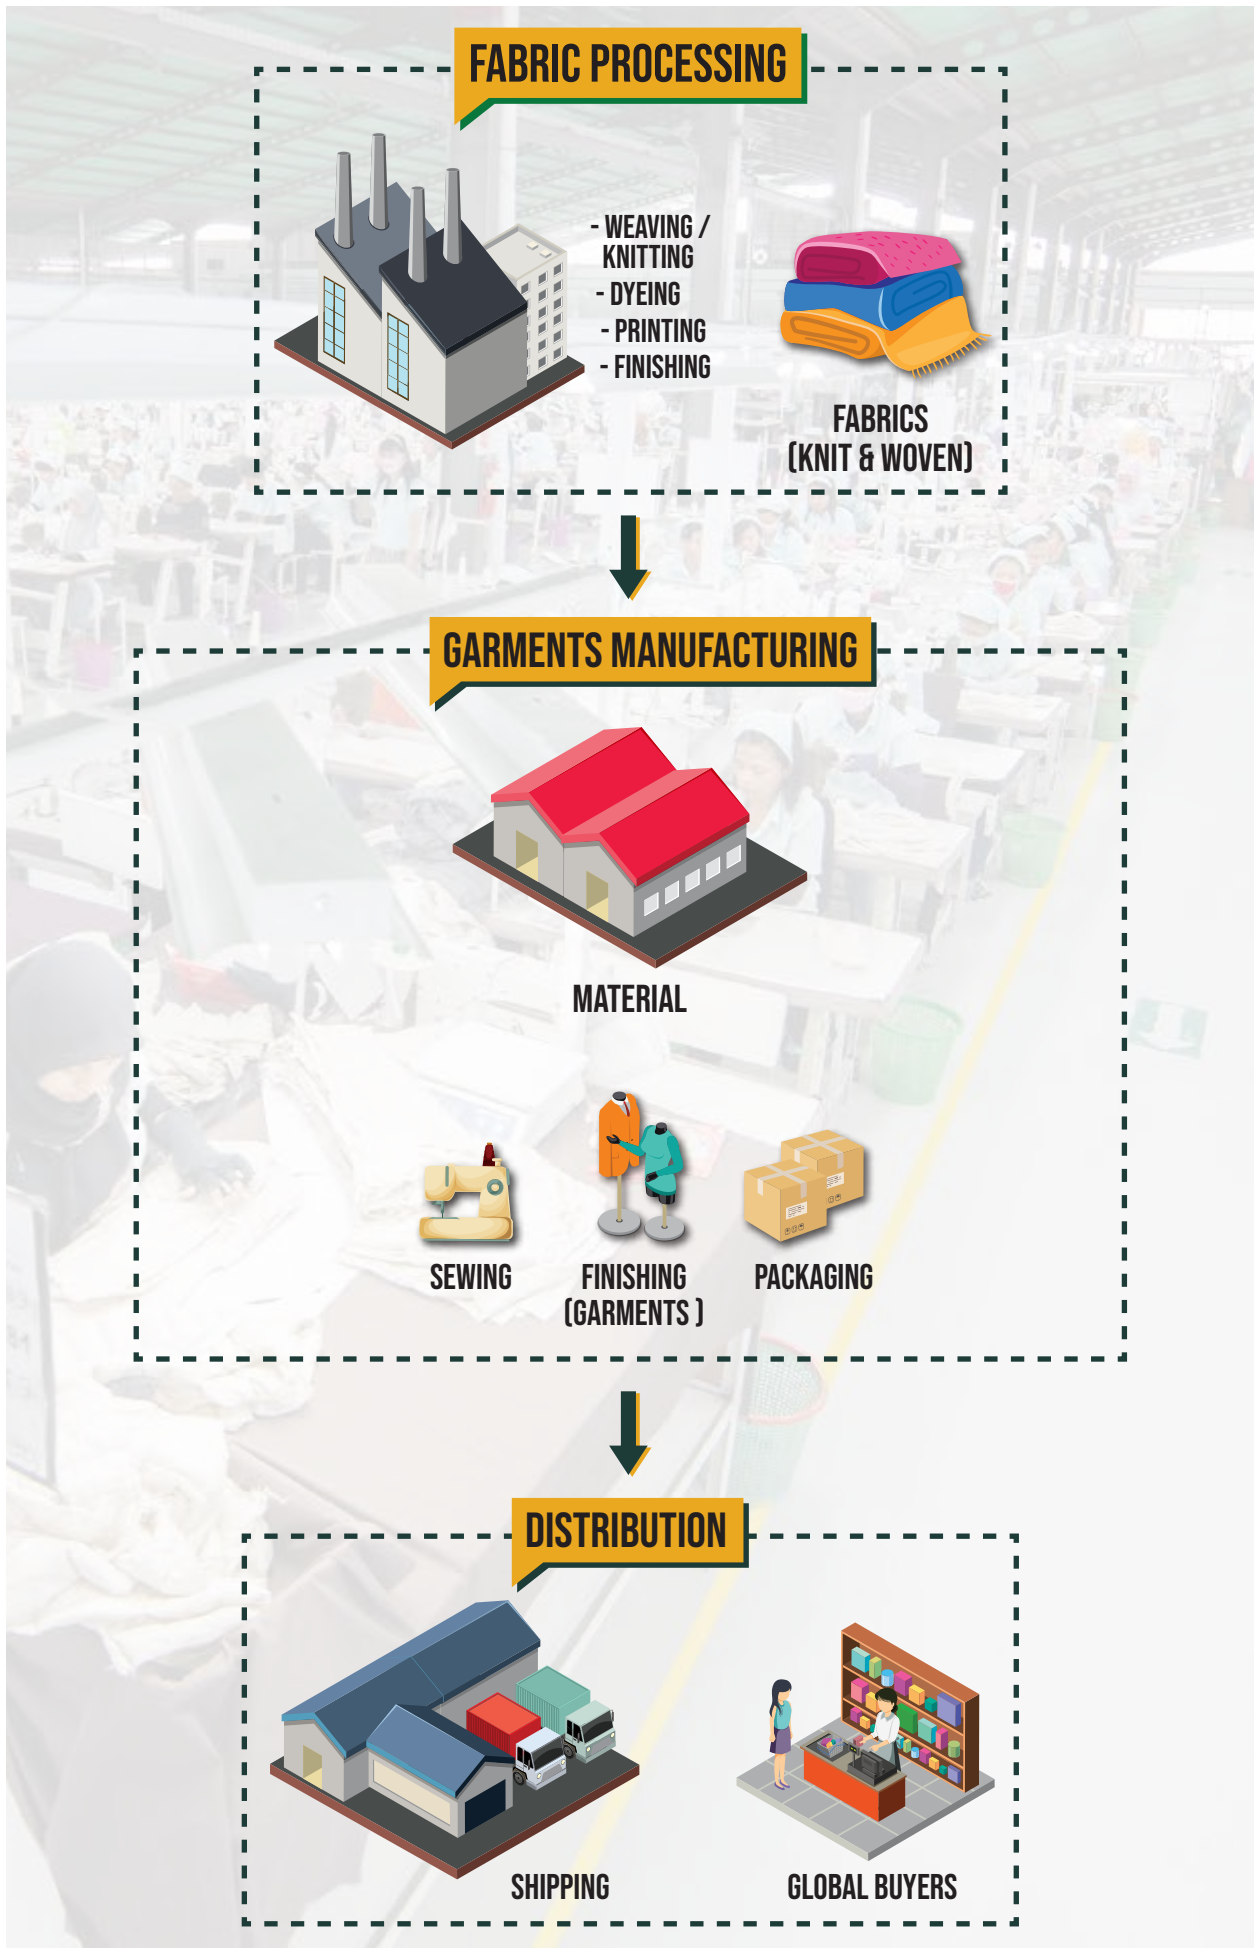 FABRIC PROCESSING
- WEAVING /
KNITTING
- DYEING
- PRINTING
- FINISHING
FABRICS
(KNIT & WOVEN)
GARMENTS MANUFACTURING
MATERIAL
SEWING
FINISHING
(GARMENTS )
PACKAGING
DISTRIBUTION
SHIPPING
GLOBAL BUYERS